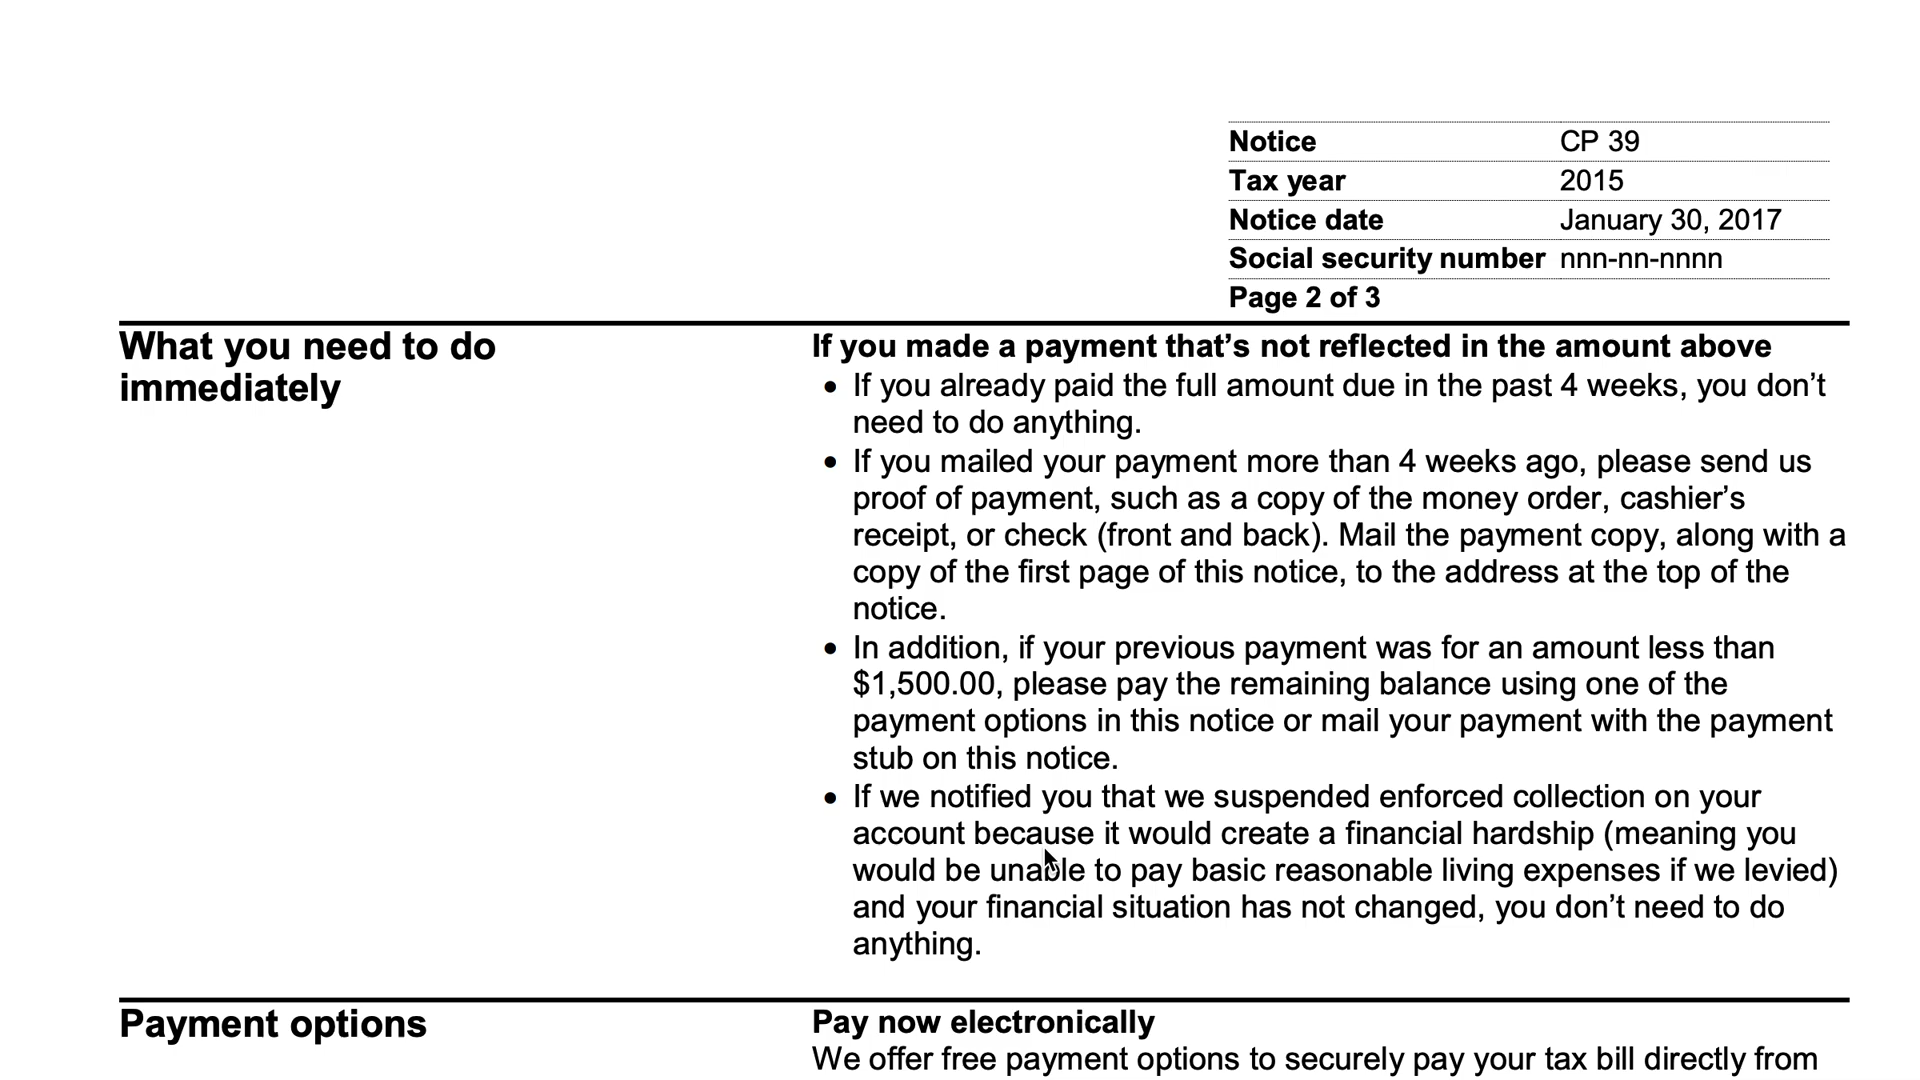 Notice CP 39
Tax year 2015
Notice date January 30, 2017
Social security number nnn-nn-nnnn
Page 2 of 3
What you need to do
immediately
If you made a payment that’s not reflected in the amount above
• If you already paid the full amount due in the past 4 weeks, you don’t
need to do anything.
• If you mailed your payment more than 4 weeks ago, please send us
proof of payment, such as a copy of the money order, cashier’s
receipt, or check (front and back). Mail the payment copy, along with a
copy of the first page of this notice, to the address at the top of the
notice.
• In addition, if your previous payment was for an amount less than
$1,500.00, please pay the remaining balance using one of the
payment options in this notice or mail your payment with the payment
stub on this notice.
• If we notified you that we suspended enforced collection on your
account because it would create a financial hardship (meaning you
would be unable to pay basic reasonable living expenses if we levied)
and your financial situation has not changed, you don’t need to do
anything.
Payment options
Pay now electronically
We offer free payment options to securely pay your tax bill directly from